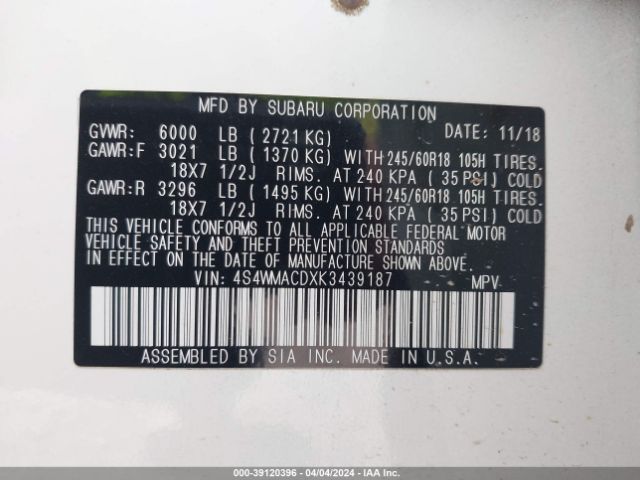 MFD BY SUBARU CORPORATION
GVWR: 6000 LB ( 2721 KG) DATE: 11/18
GAWR:F 3021 LB ( 1370 KG) WITH 245/60R18 105H TIRES.
18X7 1/2J RIMS. AT 240 KPA ( 35 PSI) COLD
GAWR:R 3296 LB ( 1495 KG) WITH 245/60R18 105H TIRES.
18X7 1/2J RIMS. AT 240 KPA ( 35 PSI) COLD
THIS VEHICLE CONFORMS TO ALL APPLICABLE FEDERAL MOTOR
VEHICLE SAFETY AND THEFT PREVENTION STANDARDS
IN EFFECT ON THE DATE OF MANUFACTURE SHOWN ABOVE.
VIN: 4S4WMACDXK3439187 MPV
ASSEMBLED BY SIA INC. MADE IN U.S.A.
000-39120396 - 04/04/2024 - IAA Inc.